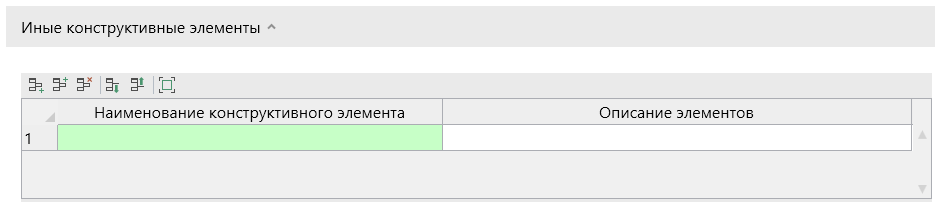 Иные конструктивные элементы
Наименование конструктивного элемента Описание элементов
1